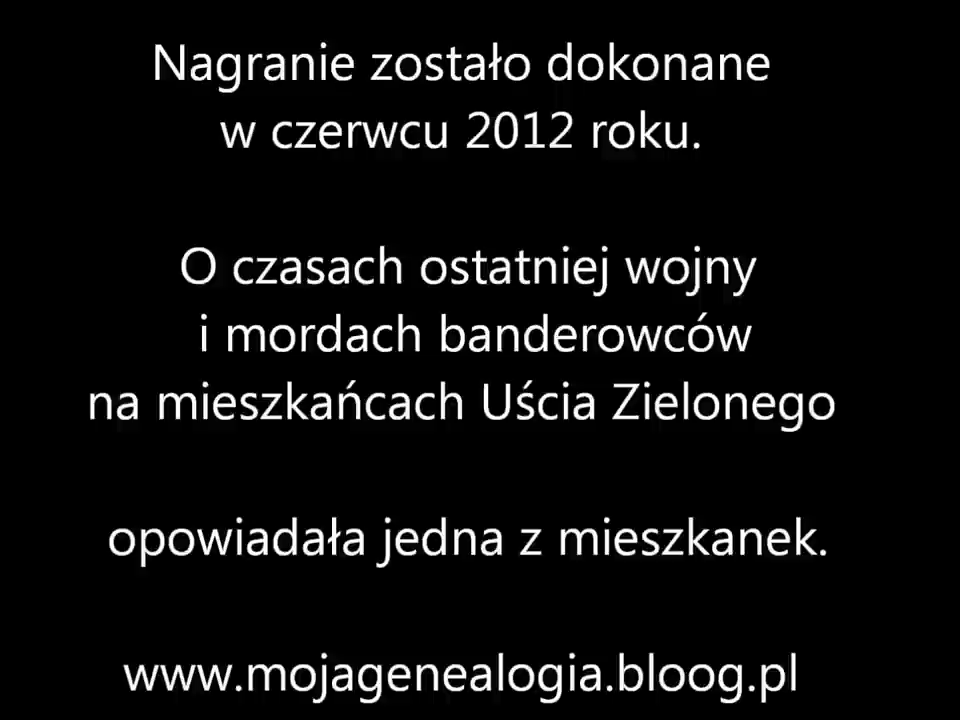 Nagranie zostało dokonane
w czerwcu 2012 roku.
O czasach ostatniej wojny
i mordach banderowców
na mieszkańcach Uścia Zielonego
opowiadała jedna z mieszkanek.
www.mojagenealogia.bloog.pl